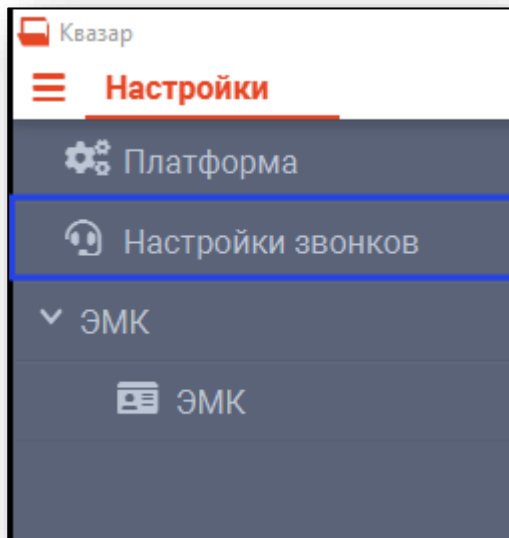 Квазар
Настройки
Платформа
Настройки звонков
ЭМК
ЭМК